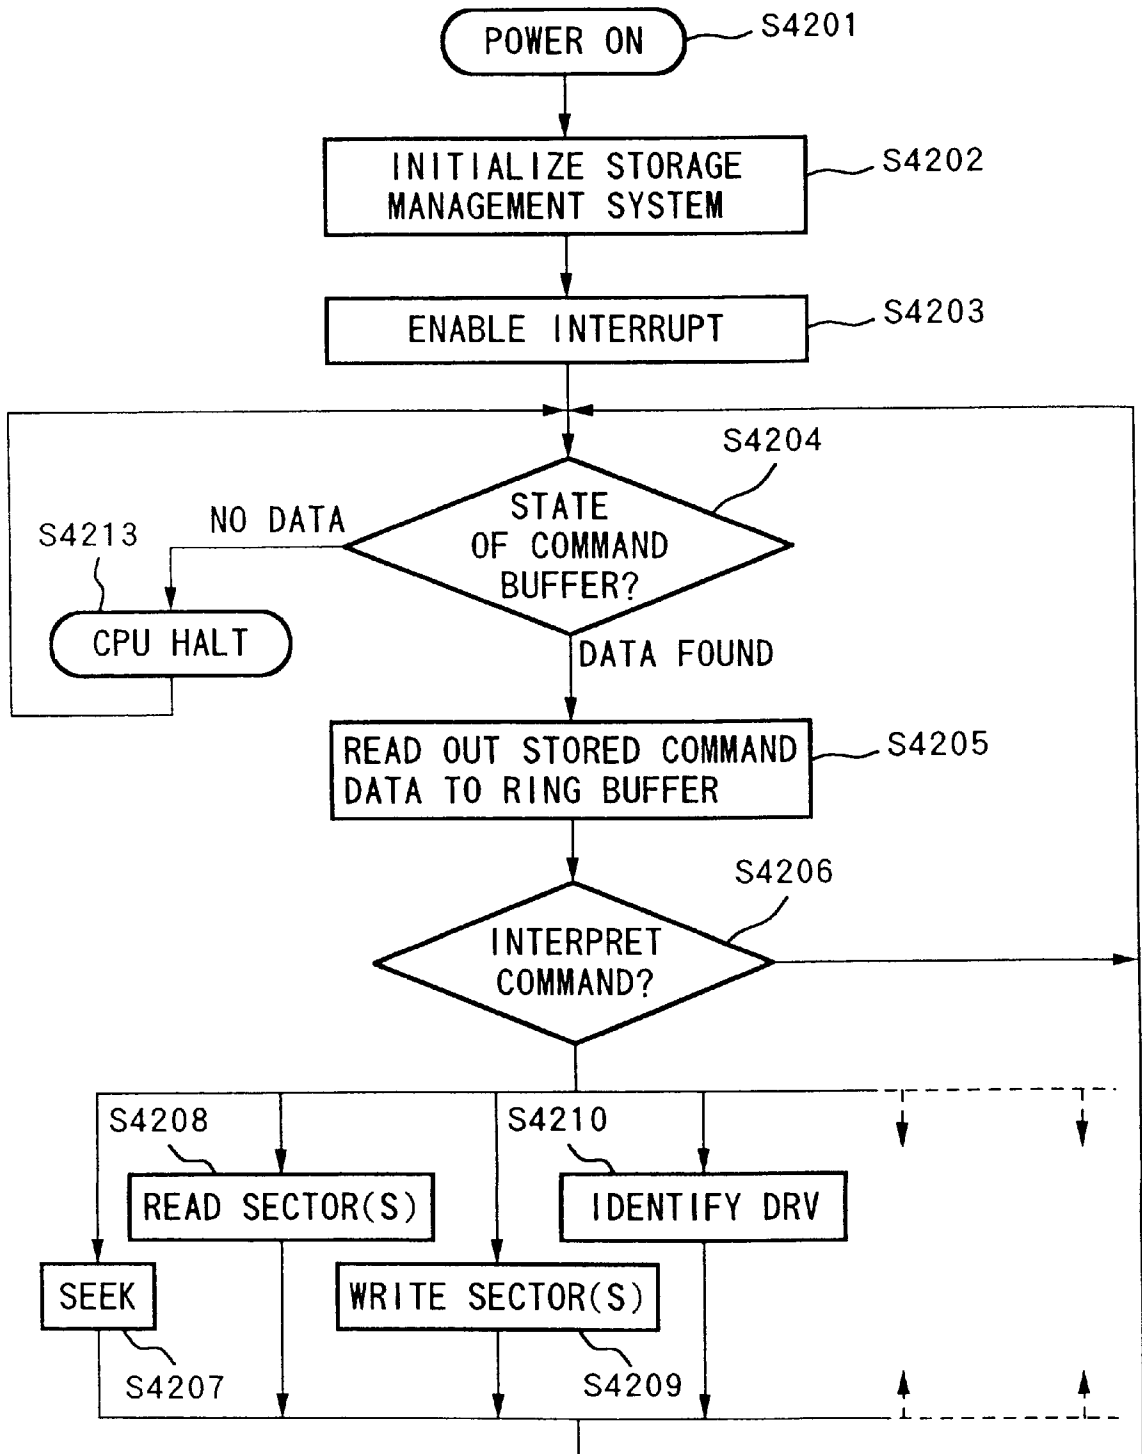 POWER ON
S4201
INITIALIZE STORAGE
MANAGEMENT SYSTEM
S4202
ENABLE INTERRUPT
S4203
S4204
STATE
OF COMMAND
BUFFER?
NO DATA
S4213
CPU HALT
DATA FOUND
READ OUT STORED COMMAND
DATA TO RING BUFFER
S4205
S4206
INTERPRET
COMMAND?
S4208
S4210
READ SECTOR(S)
IDENTIFY DRV
SEEK
WRITE SECTOR(S)
S4207
S4209